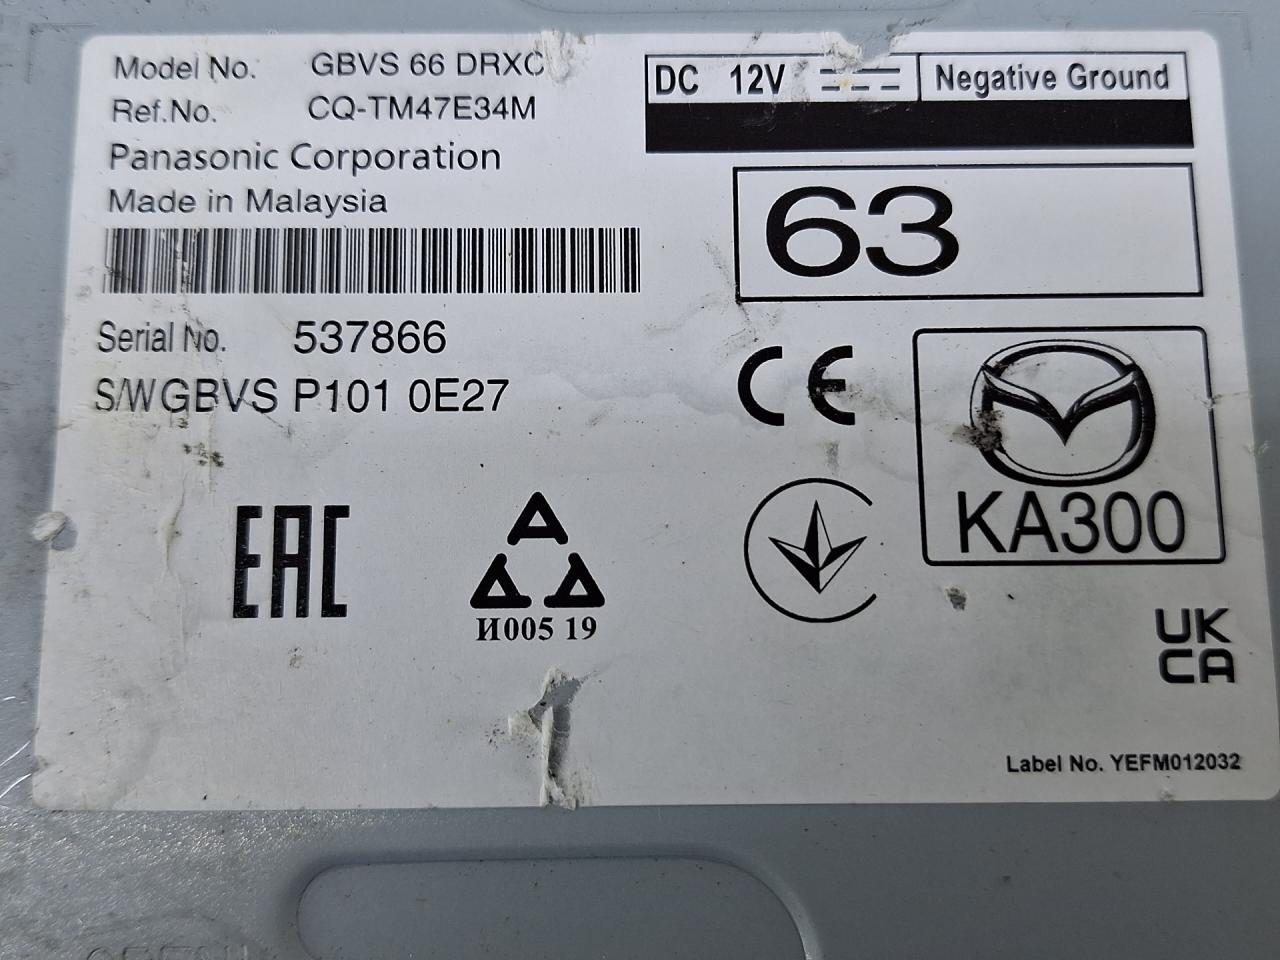 Model No. GBVS 66 DRXC
Ref.No. CQ-TM47E34M
Panasonic Corporation
Made in Malaysia
DC 12V Negative Ground
63
Serial No. 537866
S/WGBVS P101 0E27
CE
KA300
EAC
И005 19
UK
CA
Label No. YEFM012032